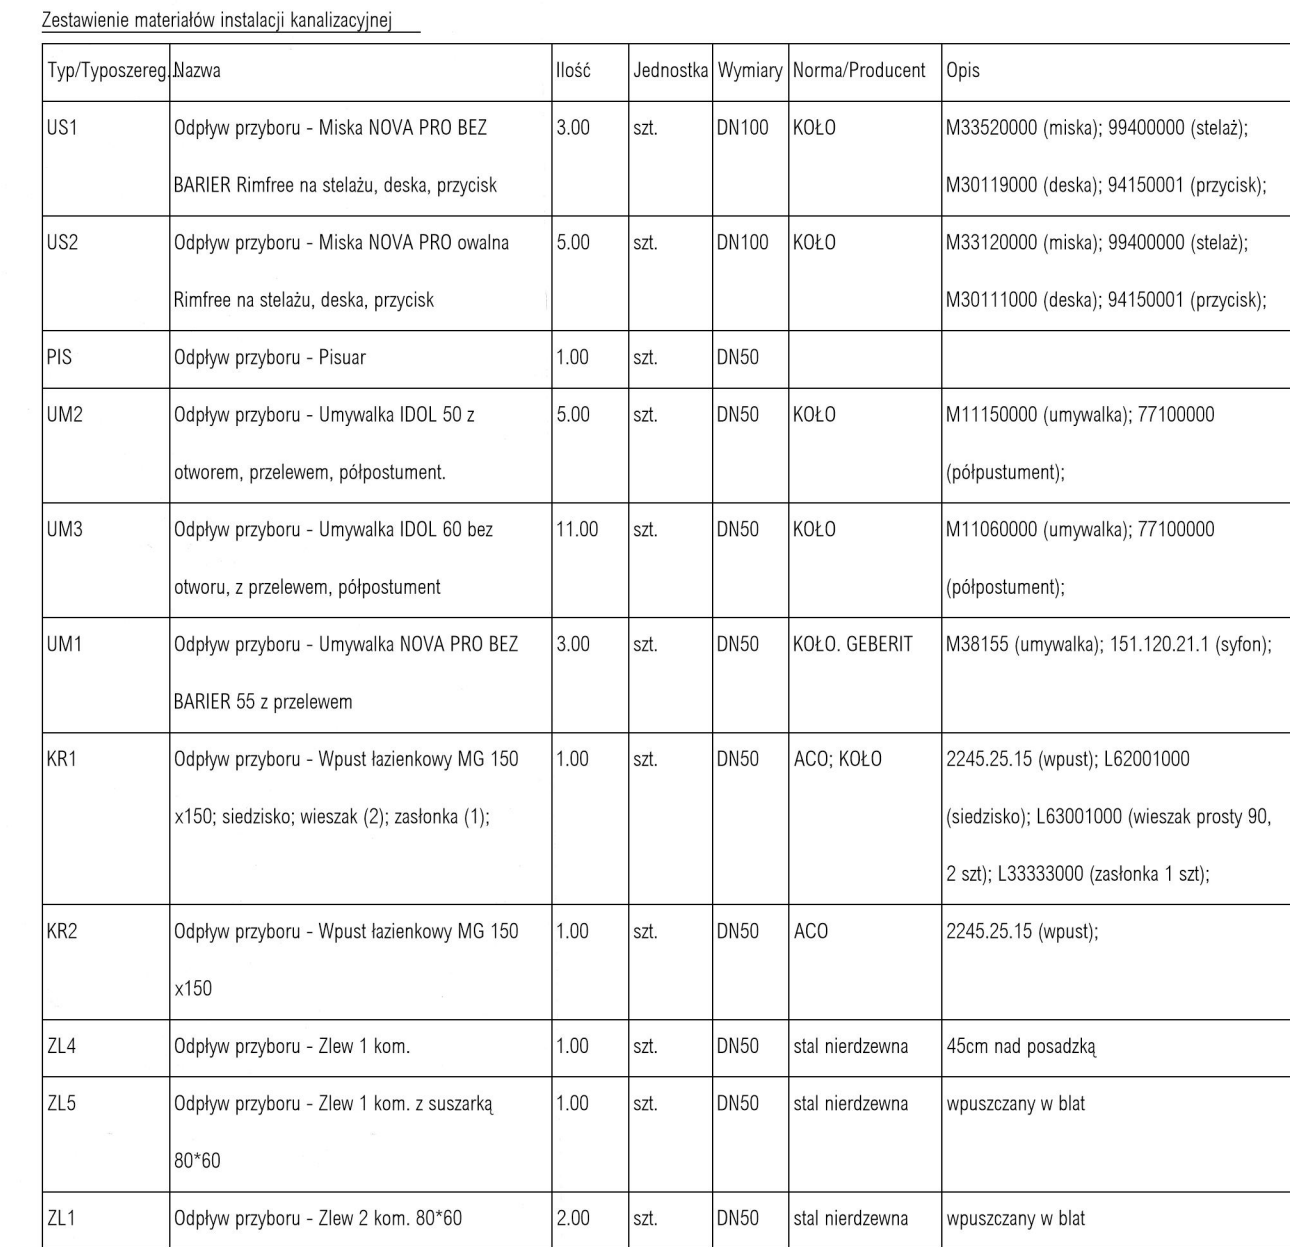 Zestawienie materiałów instalacji kanalizacyjnej
Typ/Typoszereg... Nazwa Ilość Jednostka Wymiary Norma/Producent Opis
US1 Odpływ przyboru - Miska NOVA PRO BEZ 3.00 szt. DN100 KOŁO M33520000 (miska); 99400000 (stelaż);
BARIER Rimfree na stelażu, deska, przycisk M30119000 (deska); 94150001 (przycisk);
US2 Odpływ przyboru - Miska NOVA PRO owalna 5.00 szt. DN100 KOŁO M33120000 (miska); 99400000 (stelaż);
Rimfree na stelażu, deska, przycisk M30111000 (deska); 94150001 (przycisk);
PIS Odpływ przyboru - Pisuar 1.00 szt. DN50
UM2 Odpływ przyboru - Umywalka IDOL 50 z 5.00 szt. DN50 KOŁO M11150000 (umywalka); 77100000
otworem, przelewem, półpostument. (półpustument);
UM3 Odpływ przyboru - Umywalka IDOL 60 bez 11.00 szt. DN50 KOŁO M11060000 (umywalka); 77100000
otworu, z przelewem, półpostument (półpostument);
UM1 Odpływ przyboru - Umywalka NOVA PRO BEZ 3.00 szt. DN50 KOŁO. GEBERIT M38155 (umywalka); 151.120.21.1 (syfon);
BARIER 55 z przelewem
KR1 Odpływ przyboru - Wpust łazienkowy MG 150 1.00 szt. DN50 ACO; KOŁO 2245.25.15 (wpust); L62001000
x150; siedzisko; wieszak (2); zasłonka (1); (siedzisko); L63001000 (wieszak prosty 90,
2 szt); L33333000 (zasłonka 1 szt);
KR2 Odpływ przyboru - Wpust łazienkowy MG 150 1.00 szt. DN50 ACO 2245.25.15 (wpust);
x150
ZL4 Odpływ przyboru - Zlew 1 kom. 1.00 szt. DN50 stal nierdzewna 45cm nad posadzką
ZL5 Odpływ przyboru - Zlew 1 kom. z suszarką 1.00 szt. DN50 stal nierdzewna wpuszczany w blat
80*60
ZL1 Odpływ przyboru - Zlew 2 kom. 80*60 2.00 szt. DN50 stal nierdzewna wpuszczany w blat